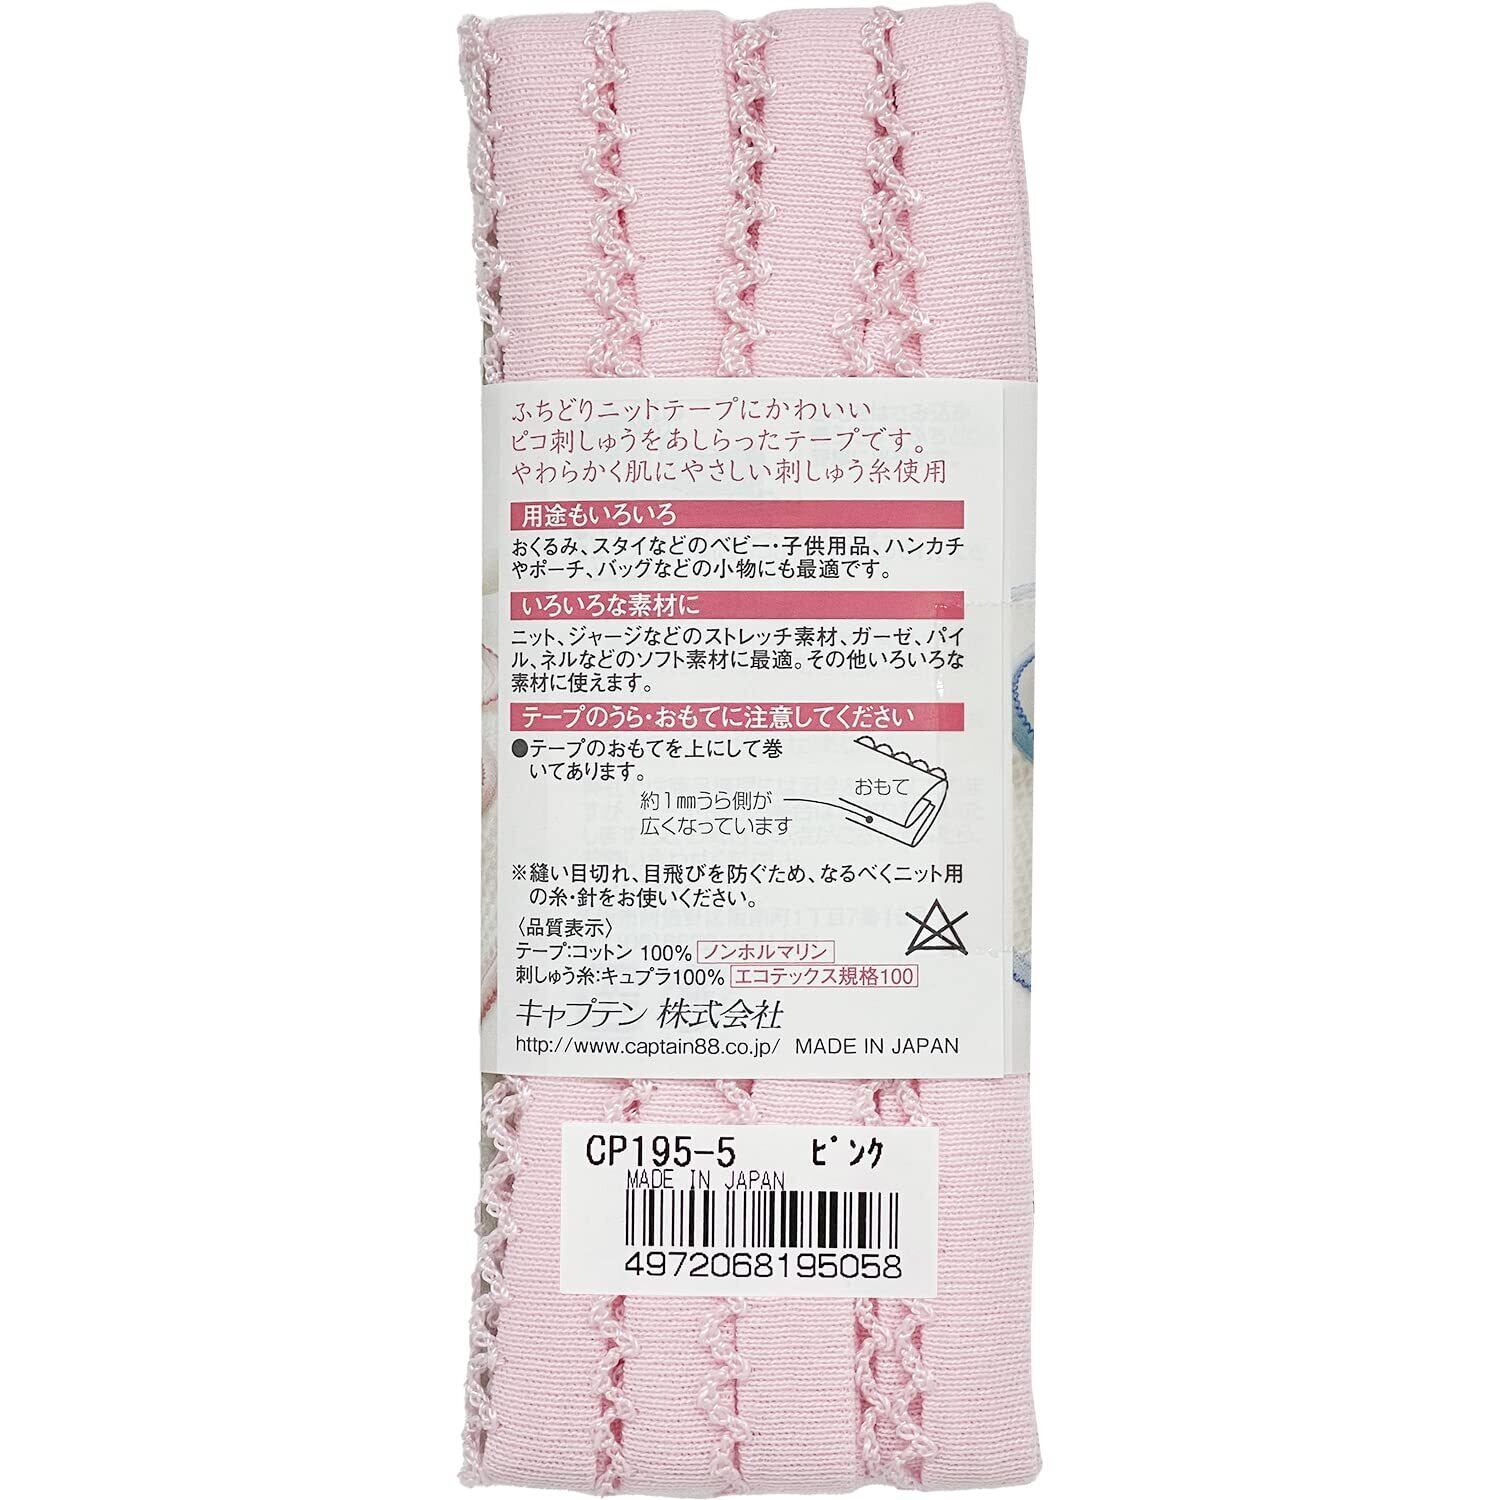 ふちどりニットテープにかわいい
ピコ刺しゅうをあしらったテープです。
やわらかく肌にやさしい刺しゅう糸使用
用途もいろいろ
おくるみ、スタイなどのベビー・子供用品、ハンカチ
やポーチ、バッグなどの小物にも最適です。
いろいろな素材に
ニット、ジャージなどのストレッチ素材、ガーゼ、パイ
ル、ネルなどのソフト素材に最適。その他いろいろな
素材に使えます。
テープのうら・おもてに注意してください
●テープのおもてを上にして巻
いてあります。
おもて
約1㎜うら側が
広くなっています
※縫い目切れ、目飛びを防ぐため、なるべくニット用
の糸・針をお使いください。
〈品質表示〉
テープ:コットン 100% ノンホルマリン
刺しゅう糸:キュプラ100% エコテックス規格100
キャプテン 株式会社
http://www.captain88.co.jp/ MADE IN JAPAN
CP195-5 ピンク
MADE IN JAPAN
4972068195058